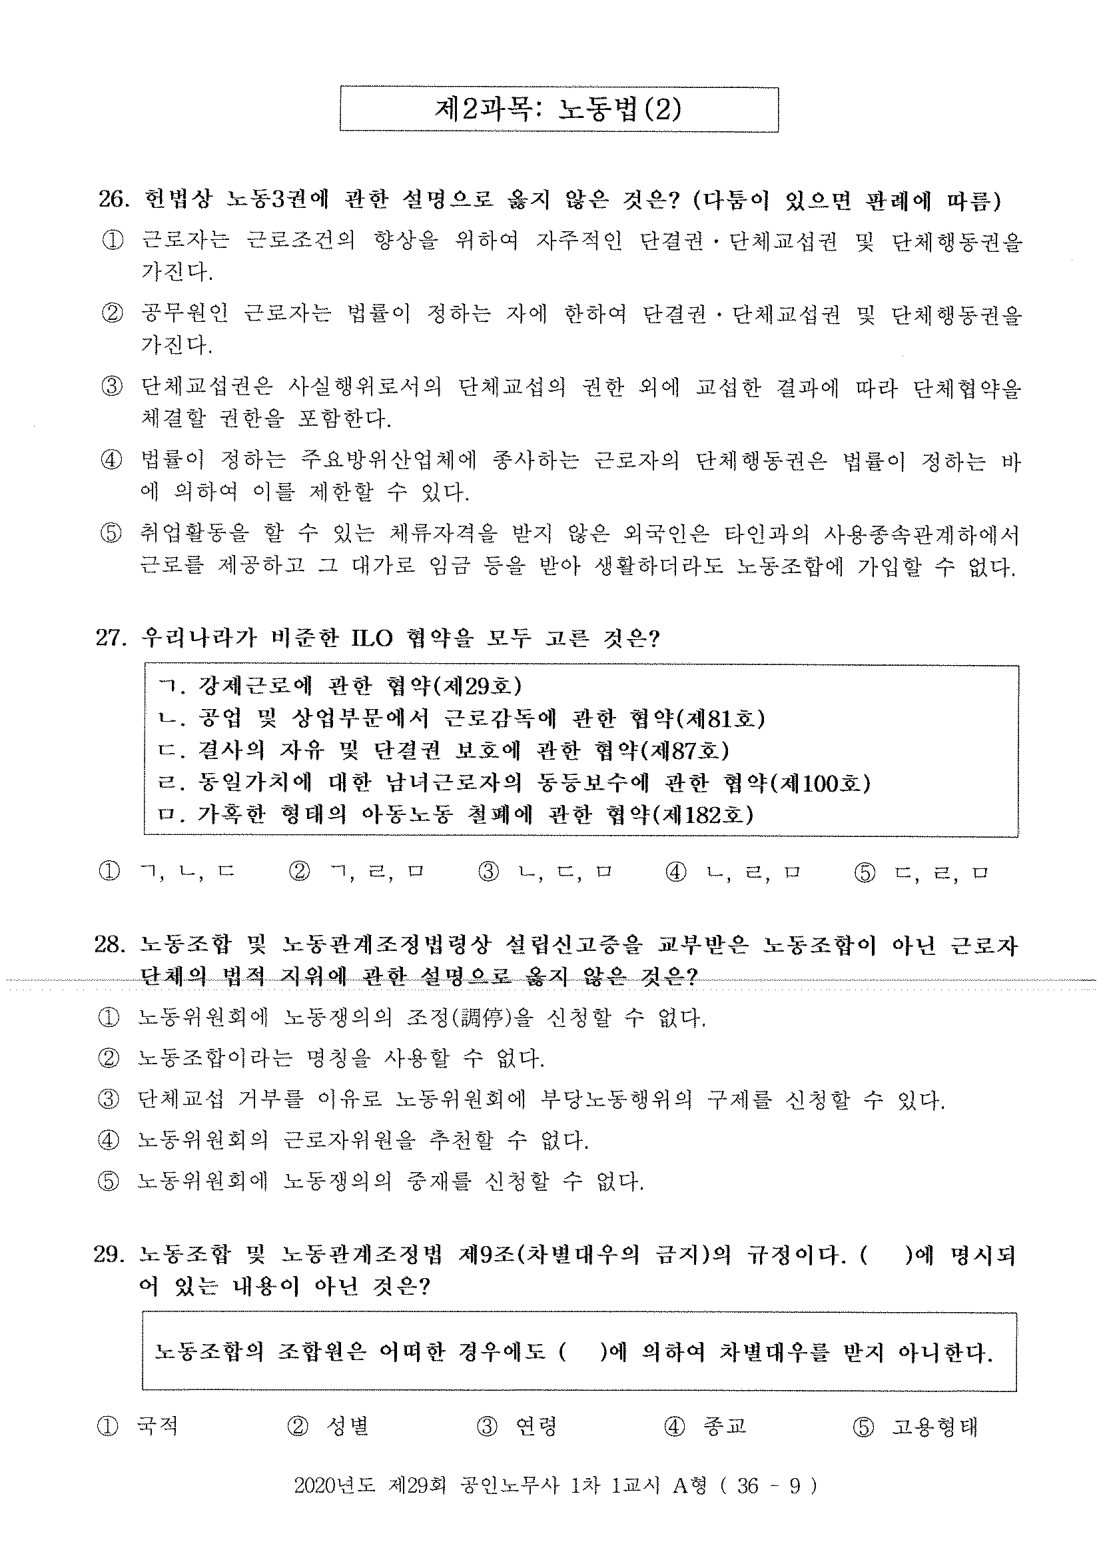 제2과목: 노동법(2)
26. 헌법상 노동3권에 관한 설명으로 옳지 않은 것은? (다툼이 있으면 판례에 따름)
① 근로자는 근로조건의 향상을 위하여 자주적인 단결권·단체교섭권 및 단체행동권을
가진다.
② 공무원인 근로자는 법률이 정하는 자에 한하여 단결권·단체교섭권 및 단체행동권을
가진다.
③ 단체교섭권은 사실행위로서의 단체교섭의 권한 외에 교섭한 결과에 따라 단체협약을
체결할 권한을 포함한다.
④ 법률이 정하는 주요방위산업체에 종사하는 근로자의 단체행동권은 법률이 정하는 바
에 의하여 이를 제한할 수 있다.
⑤ 취업활동을 할 수 있는 체류자격을 받지 않은 외국인은 타인과의 사용종속관계하에서
근로를 제공하고 그 대가로 임금 등을 받아 생활하더라도 노동조합에 가입할 수 없다.
27. 우리나라가 비준한 ILO 협약을 모두 고른 것은?
ㄱ. 강제근로에 관한 협약(제29호)
ㄴ. 공업 및 상업부문에서 근로감독에 관한 협약(제81호)
ㄷ. 결사의 자유 및 단결권 보호에 관한 협약(제87호)
ㄹ. 동일가치에 대한 남녀근로자의 동등보수에 관한 협약(제100호)
ㅁ. 가혹한 형태의 아동노동 철폐에 관한 협약(제182호)
① ㄱ, ㄴ, ㄷ ② ㄱ, ㄹ, ㅁ ③ ㄴ, ㄷ, ㅁ ④ ㄴ, ㄹ, ㅁ ⑤ ㄷ, ㄹ, ㅁ
28. 노동조합 및 노동관계조정법령상 설립신고증을 교부받은 노동조합이 아닌 근로자
단체의 법적 지위에 관한 설명으로 옳지 않은 것은?
① 노동위원회에 노동쟁의의 조정(調停)을 신청할 수 없다.
② 노동조합이라는 명칭을 사용할 수 없다.
③ 단체교섭 거부를 이유로 노동위원회에 부당노동행위의 구제를 신청할 수 있다.
④ 노동위원회의 근로자위원을 추천할 수 없다.
⑤ 노동위원회에 노동쟁의의 중재를 신청할 수 없다.
29. 노동조합 및 노동관계조정법 제9조(차별대우의 금지)의 규정이다. (  )에 명시되
어 있는 내용이 아닌 것은?
노동조합의 조합원은 어떠한 경우에도 (  )에 의하여 차별대우를 받지 아니한다.
① 국적 ② 성별 ③ 연령 ④ 종교 ⑤ 고용형태
2020년도 제29회 공인노무사 1차 1교시 A형 ( 36 - 9 )